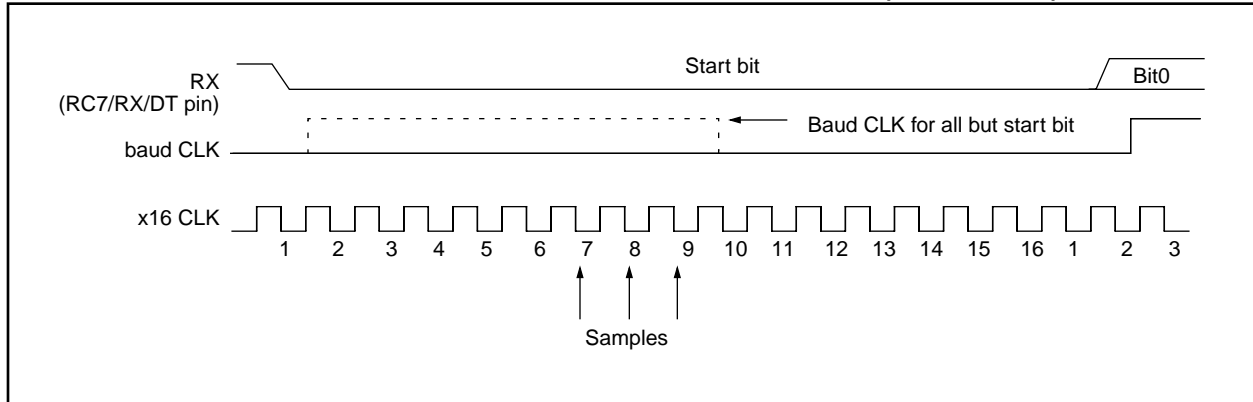 Start bit
RX
(RC7/RX/DT pin)
Bit0
Baud CLK for all but start bit
baud CLK
x16 CLK
1 2 3 4 5 6 7 8 9 10 11 12 13 14 15 16 1 2 3
Samples